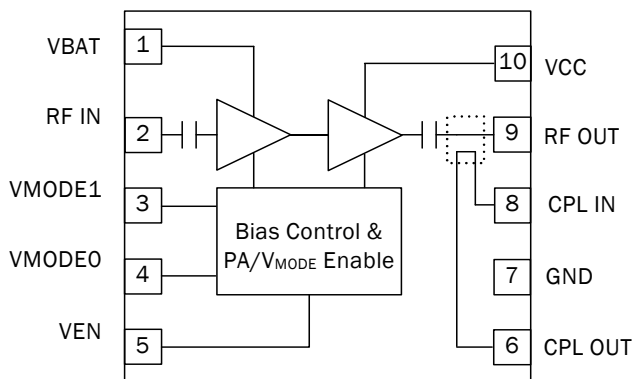 VBAT 1
RF IN 2
VMODE1 3
VMODE0 4
VEN 5
Bias Control &
PA/VMODE Enable
10 VCC
9 RF OUT
8 CPL IN
7 GND
6 CPL OUT